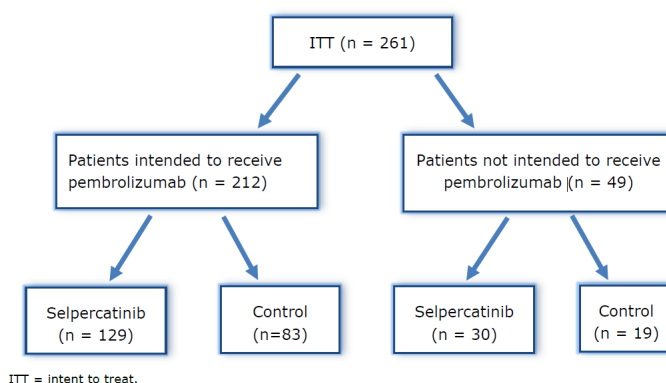 ITT (n = 261)
Patients intended to receive
pembrolizumab (n = 212)
Patients not intended to receive
pembrolizumab (n = 49)
Selpercatinib
(n = 129)
Control
(n=83)
Selpercatinib
(n = 30)
Control
(n = 19)
ITT = intent to treat.